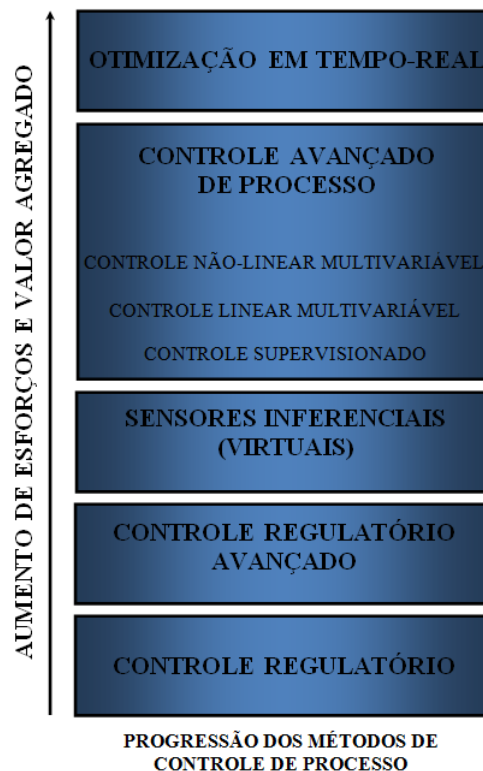 AUMENTO DE ESFORÇOS E VALOR AGREGADO
OTIMIZAÇÃO EM TEMPO-REAL
CONTROLE AVANÇADO
DE PROCESSO
CONTROLE NÃO-LINEAR MULTIVARIÁVEL
CONTROLE LINEAR MULTIVARIÁVEL
CONTROLE SUPERVISIONADO
SENSORES INFERENCIAIS
(VIRTUAIS)
CONTROLE REGULATÓRIO
AVANÇADO
CONTROLE REGULATÓRIO
PROGRESSÃO DOS MÉTODOS DE
CONTROLE DE PROCESSO